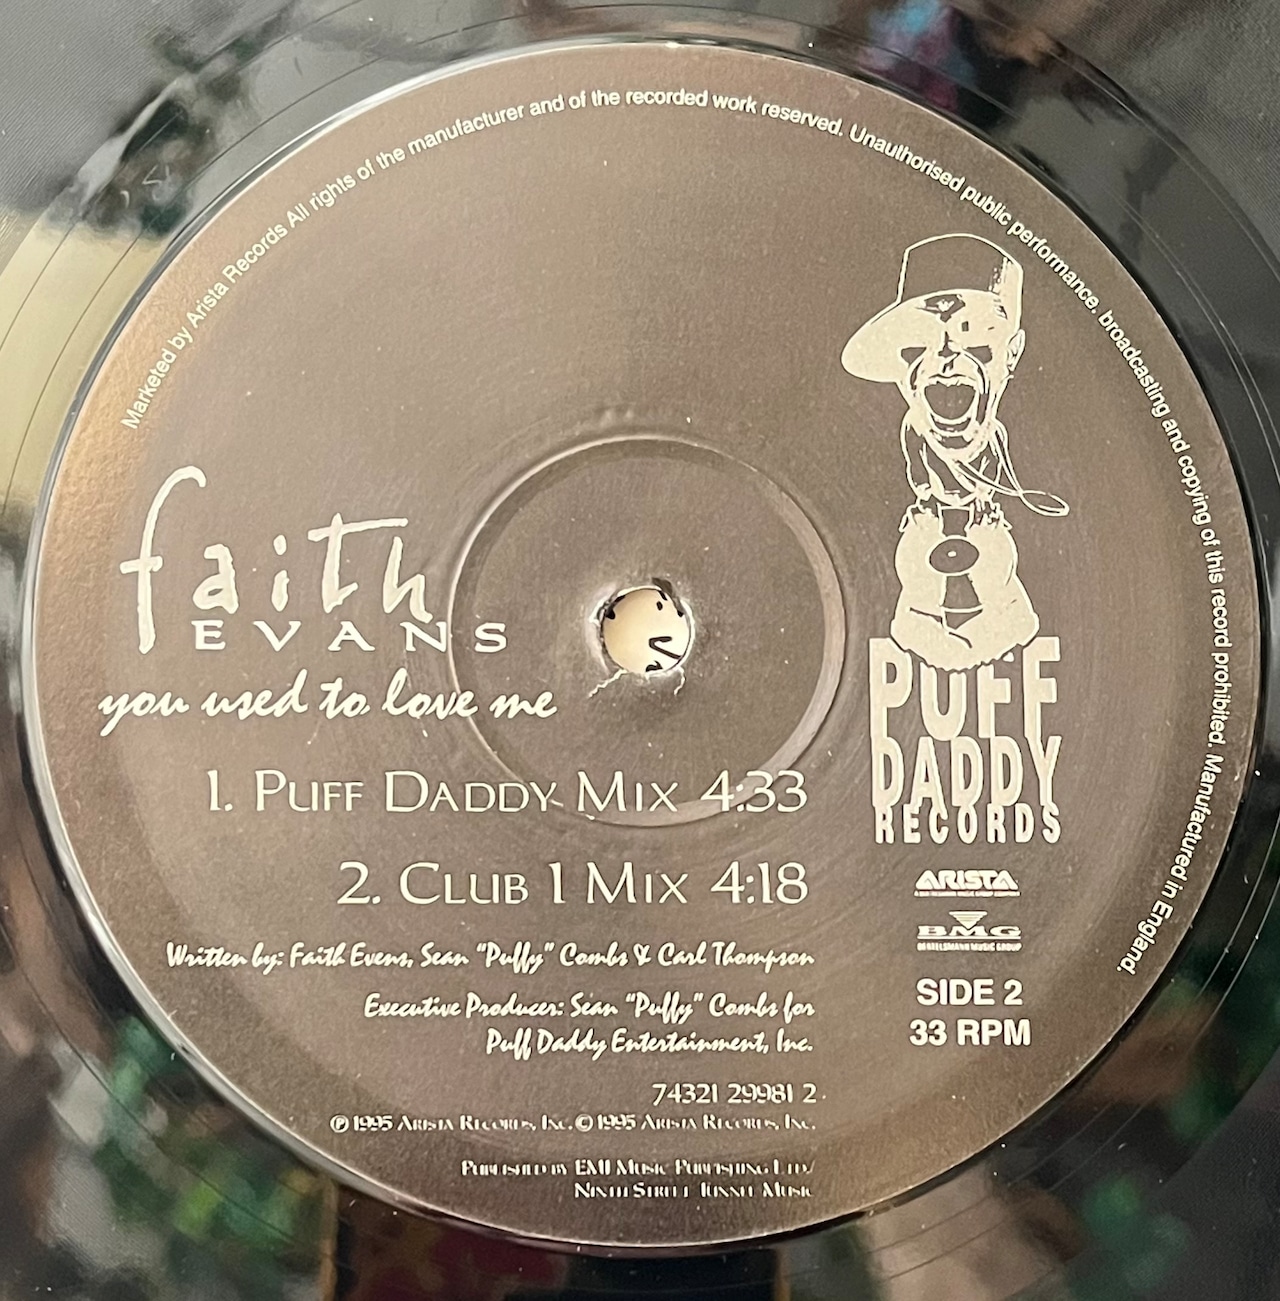 Marketed by Arista Records All rights of the manufacturer and of the recorded work reserved. Unauthorised public performance. broadcasting and copying of this record prohibited. Manufactured in England.
faith
EVANS
you used to love me
1. PUFF DADDY MIX 4:33
2. CLUB 1 MIX 4:18
Written by: Faith Evens, Sean "Puffy" Combs & Carl Thompson
Executive Producer: Sean "Puffy" Combs for
Puff Daddy Entertainment, Inc.
74321 29981 2
℗ 1995 ARISTA RECORDS, INC. © 1995 ARISTA RECORDS, INC.
PUBLISHED BY EMI MUSIC PUBLISHING LTD/
NINTH STREET TUNNEL MUSIC
PUFF
DADDY
RECORDS
ARISTA
BMG
BERTELSMANN MUSIC GROUP
SIDE 2
33 RPM